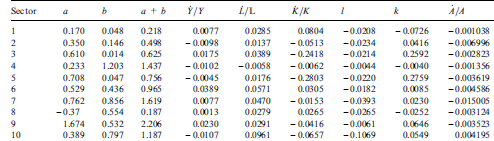 Sector a b a + b Ẏ/Y L̇/L K̇/K l k Ȧ/A
1 0.170 0.048 0.218 0.0077 0.0285 0.0804 − 0.0208 − 0.0726 − 0.001038
2 0.350 0.146 0.498 − 0.0098 0.0137 − 0.0513 − 0.0234 0.0416 − 0.006996
3 0.610 0.014 0.625 0.0175 0.0389 − 0.2418 − 0.0214 0.2592 − 0.002823
4 0.233 1.203 1.437 − 0.0102 − 0.0058 − 0.0062 − 0.0044 − 0.0040 − 0.001356
5 0.708 0.047 0.756 − 0.0045 0.0176 − 0.2803 − 0.0220 0.2759 − 0.003619
6 0.529 0.436 0.965 0.0389 0.0571 0.0305 − 0.0182 0.0085 − 0.004586
7 0.762 0.856 1.619 0.0077 0.0470 − 0.0153 − 0.0393 0.0230 − 0.015005
8 − 0.37 0.554 0.187 0.0013 0.0279 0.0265 − 0.0265 − 0.0252 − 0.003124
9 1.674 0.532 2.206 0.0230 0.0291 − 0.0416 − 0.0061 0.0646 − 0.003523
10 0.389 0.797 1.187 − 0.0107 0.0961 − 0.0657 − 0.1069 0.0549 0.004195